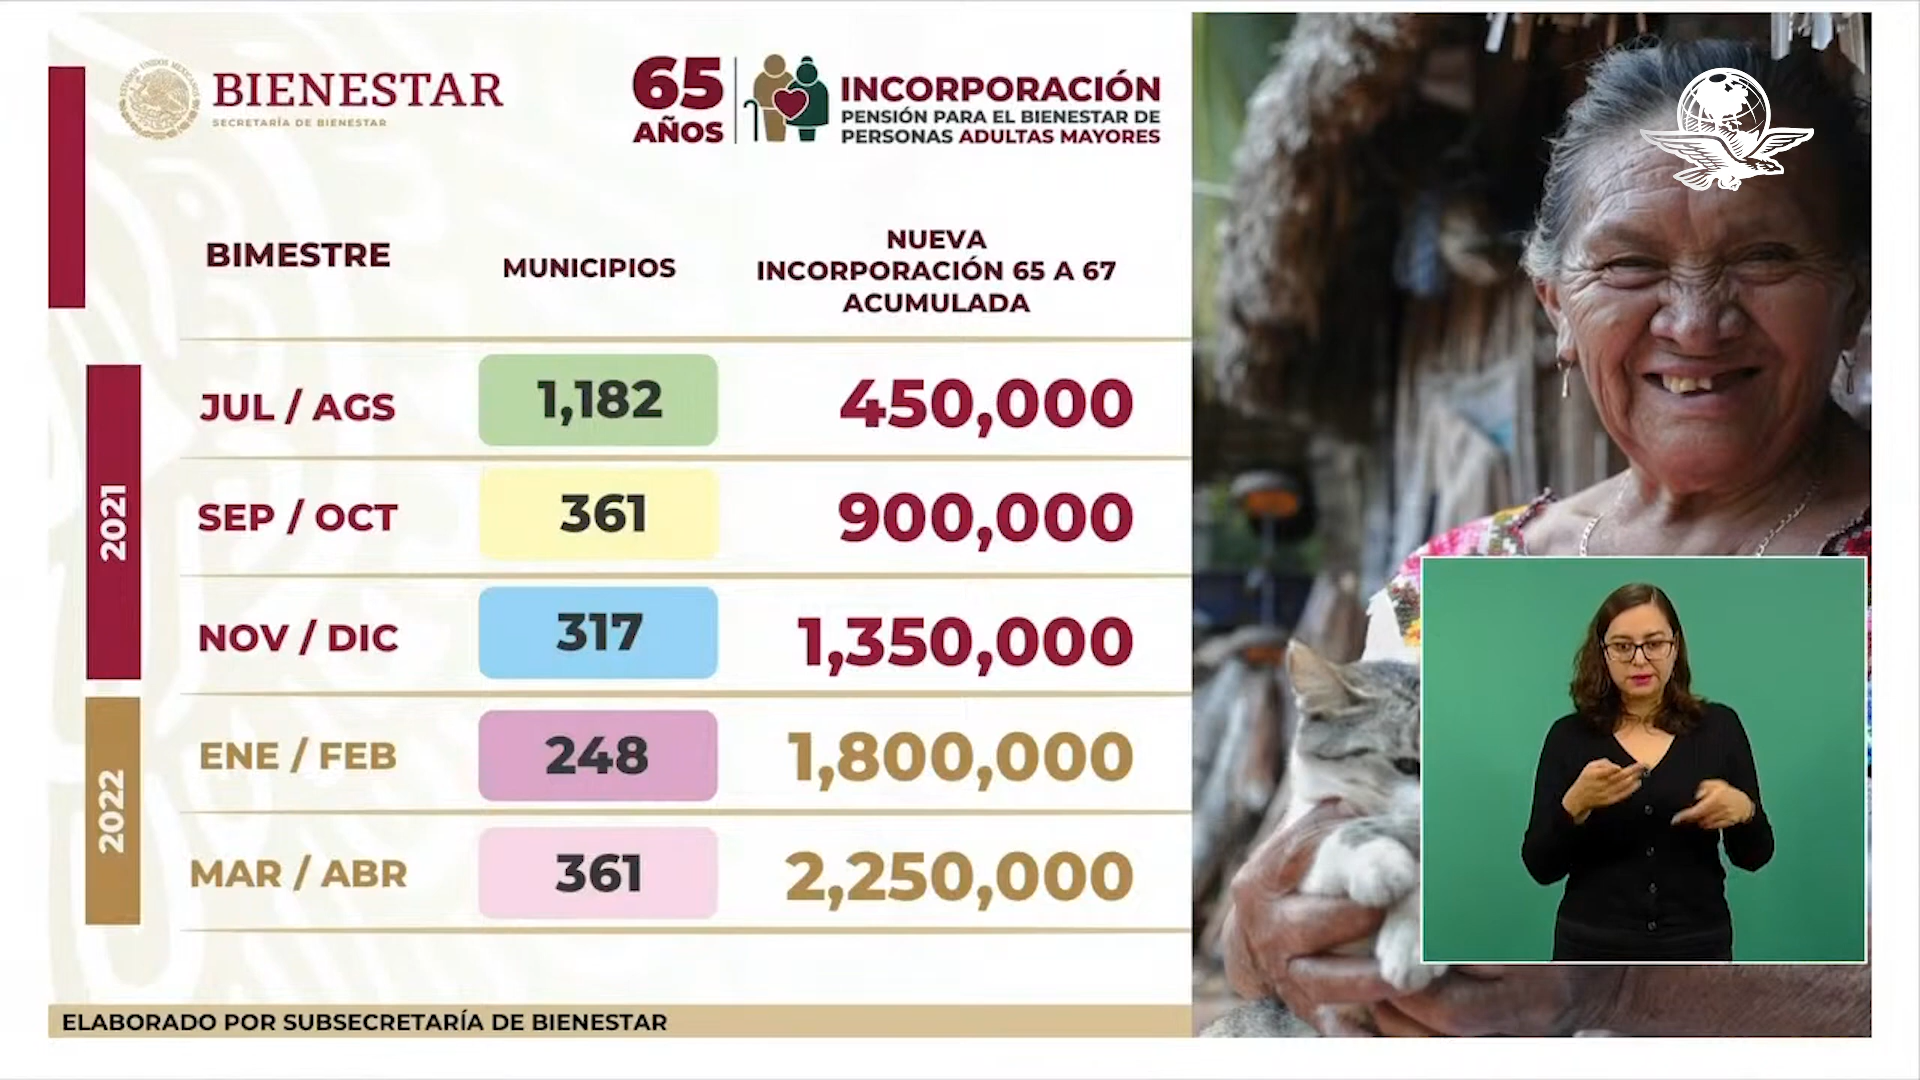 BIENESTAR
SECRETARÍA DE BIENESTAR
65
AÑOS
INCORPORACIÓN
PENSIÓN PARA EL BIENESTAR DE
PERSONAS ADULTAS MAYORES
BIMESTRE
MUNICIPIOS
NUEVA
INCORPORACIÓN 65 A 67
ACUMULADA
2021
JUL / AGS 1,182 450,000
SEP / OCT 361 900,000
NOV / DIC 317 1,350,000
2022
ENE / FEB 248 1,800,000
MAR / ABR 361 2,250,000
ELABORADO POR SUBSECRETARÍA DE BIENESTAR